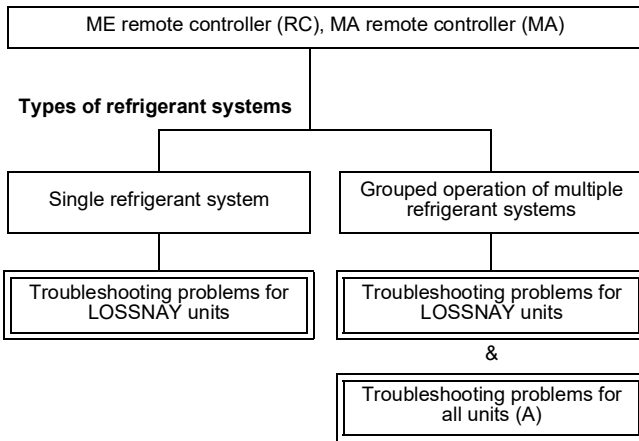 ME remote controller (RC), MA remote controller (MA)
Types of refrigerant systems
Single refrigerant system
Grouped operation of multiple
refrigerant systems
Troubleshooting problems for
LOSSNAY units
Troubleshooting problems for
LOSSNAY units
&
Troubleshooting problems for
all units (A)